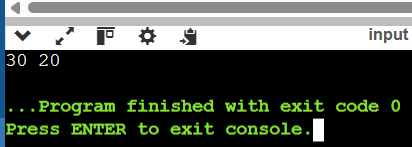 input
30 20
...Program finished with exit code 0
Press ENTER to exit console.